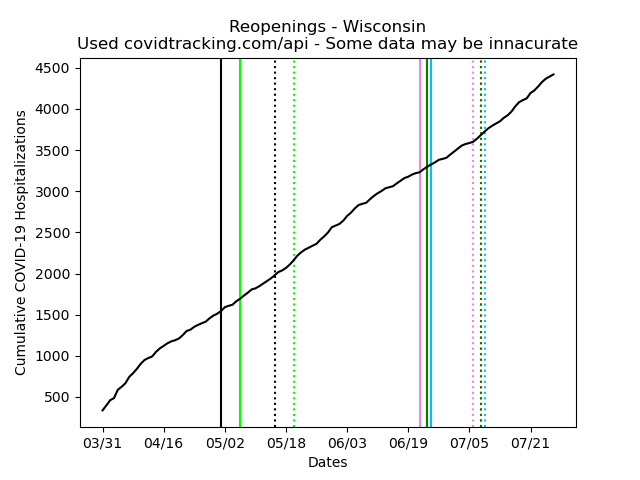 Reopenings - Wisconsin
Used covidtracking.com/api - Some data may be innacurate
Cumulative COVID-19 Hospitalizations
4500
4000
3500
3000
2500
2000
1500
1000
500
03/31 04/16 05/02 05/18 06/03 06/19 07/05 07/21
Dates